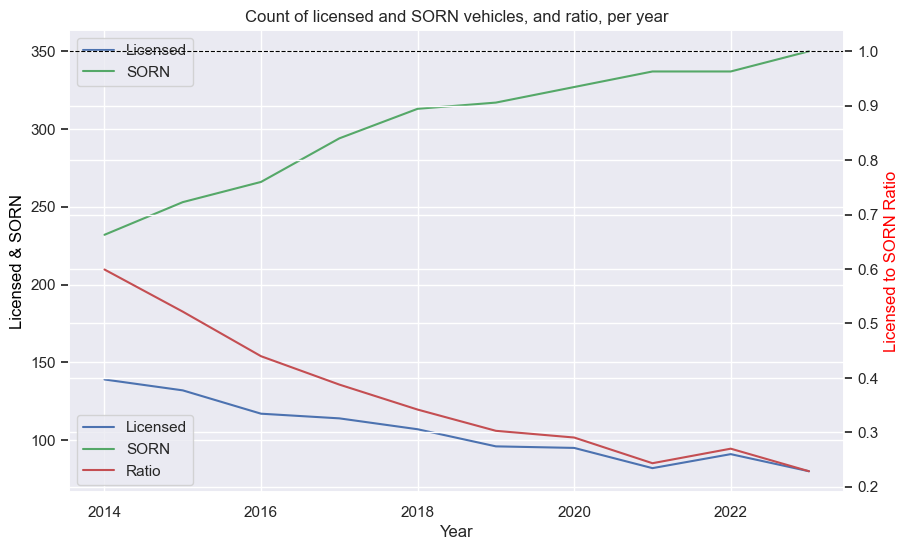 Count of licensed and SORN vehicles, and ratio, per year
Licensed & SORN
350
300
250
200
150
100
Licensed
SORN
Licensed
SORN
Ratio
1.0
0.9
0.8
0.7
0.6
0.5
0.4
0.3
0.2
Licensed to SORN Ratio
2014
2016
2018
2020
2022
Year